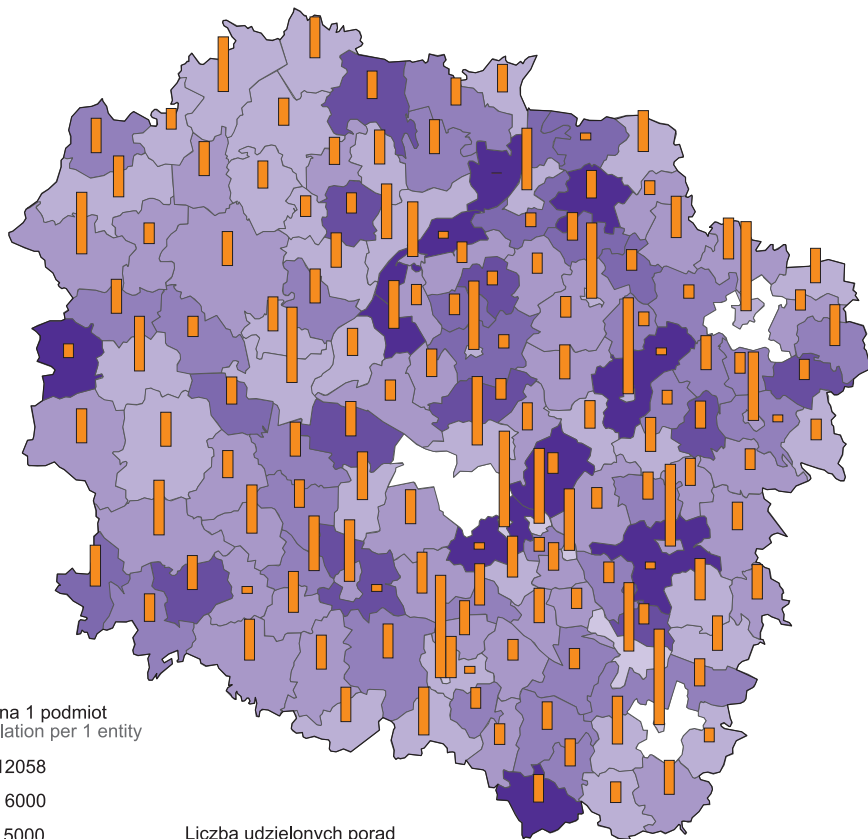 na 1 podmiot
lation per 1 entity
12058
6000
5000
Liczba udzielonych porad